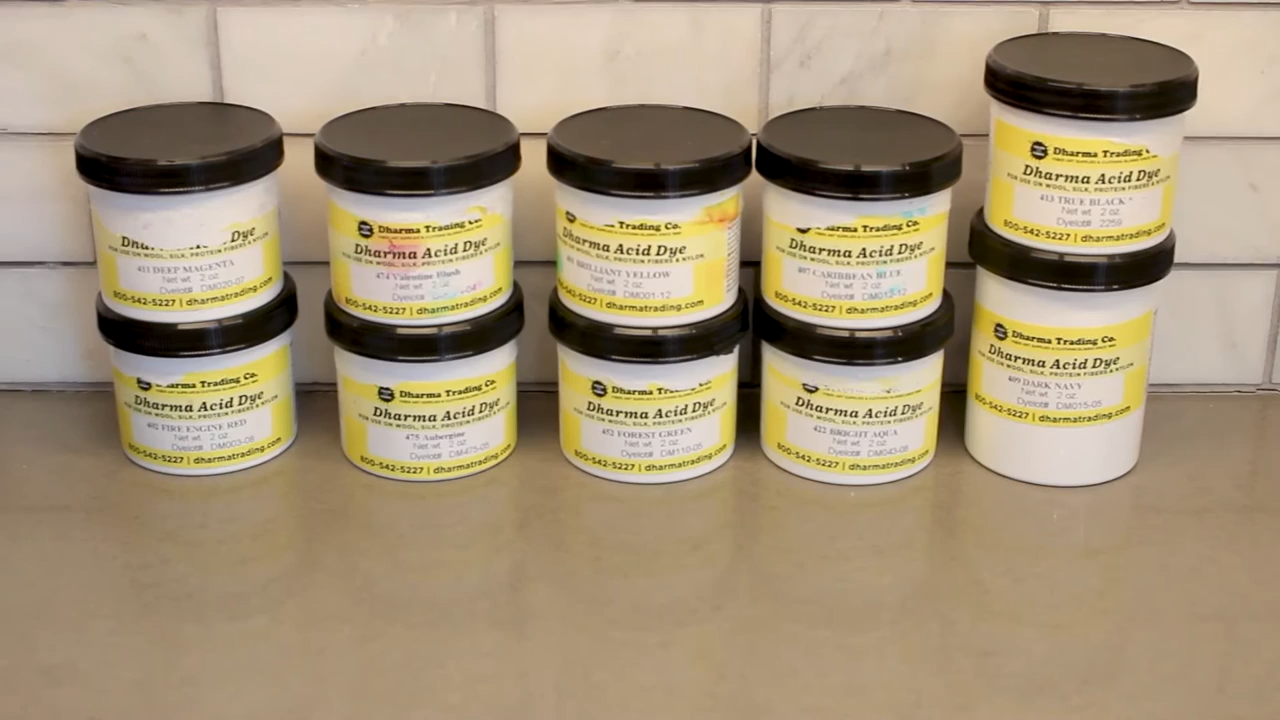 Dye
FOR USE ON WOOL, SILK, PROTEIN FIBERS & NYLON
411 DEEP MAGENTA
Net wt. 2 oz.
Dyelot# DM020-07
800-542-5227 | dharmatrading.com
Dharma Trading Co.
Dharma Acid Dye
FOR USE ON WOOL, SILK, PROTEIN FIBERS & NYLON
474 Valentine Blush
Net wt. 2 oz.
Dyelot#
800-542-5227 | dharmatrading.com
Trading Co.
Dharma Acid Dye
FOR USE ON WOOL, SILK, PROTEIN FIBERS & NYLON
BRILLIANT YELLOW
Net wt. 2 oz.
Dyelot# DM001-12
800-542-5227 | dharmatrading.com
Trading Co.
Dharma Acid Dye
FOR USE ON WOOL, SILK, PROTEIN FIBERS & NYLON
407 CARIBBEAN BLUE
Net wt. 2 oz.
Dyelot# DM012-12
800-542-5227 | dharmatrading.com
Dharma Trading
Dharma Acid Dye
FOR USE ON WOOL, SILK, PROTEIN FIBERS & NYLON
413 TRUE BLACK *
Net wt. 2 oz.
Dyelot# 2259
800-542-5227 | dharmatrading.com
Dharma Trading Co.
Dharma Acid Dye
FOR USE ON WOOL, SILK, PROTEIN FIBERS & NYLON
402 FIRE ENGINE RED
Net wt. 2 oz.
Dyelot# DM003-08
800-542-5227 | dharmatrading.com
Dharma Trading Co.
Dharma Acid Dye
FOR USE ON WOOL, SILK, PROTEIN FIBERS & NYLON
475 Aubergine
Net wt. 2 oz.
Dyelot# DM475-05
800-542-5227 | dharmatrading.com
Dharma Trading Co.
Dharma Acid Dye
FOR USE ON WOOL, SILK, PROTEIN FIBERS & NYLON
452 FOREST GREEN
Net wt. 2 oz.
Dyelot# DM110-05
800-542-5227 | dharmatrading.com
Dharma Acid Dye
FOR USE ON WOOL, SILK, PROTEIN FIBERS & NYLON
422 BRIGHT AQUA
Net wt. 2 oz.
Dyelot# DM043-08
800-542-5227 | dharmatrading.com
Dharma Trading Co.
Dharma Acid Dye
FOR USE ON WOOL, SILK, PROTEIN FIBERS & NYLON
409 DARK NAVY
Net wt. 2 oz.
Dyelot# DM015-05
800-542-5227 | dharmatrading.com